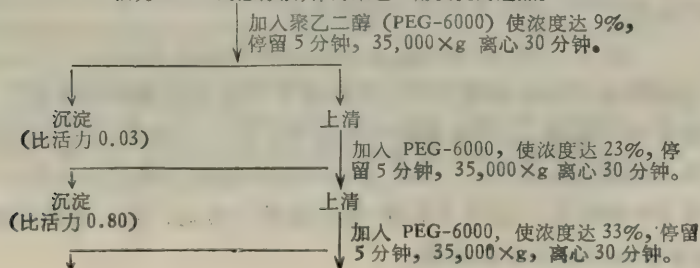 加入聚乙二醇（PEG-6000）使浓度达 9%，
停留 5 分钟，35,000×g 离心 30 分钟。
沉淀
（比活力 0.03）
上清
加入 PEG-6000，使浓度达 23%，停
留 5 分钟，35,000×g 离心 30 分钟。
沉淀
（比活力 0.80）
上清
加入 PEG-6000，使浓度达 33%，停留
5 分钟，35,000×g，离心 30 分钟。